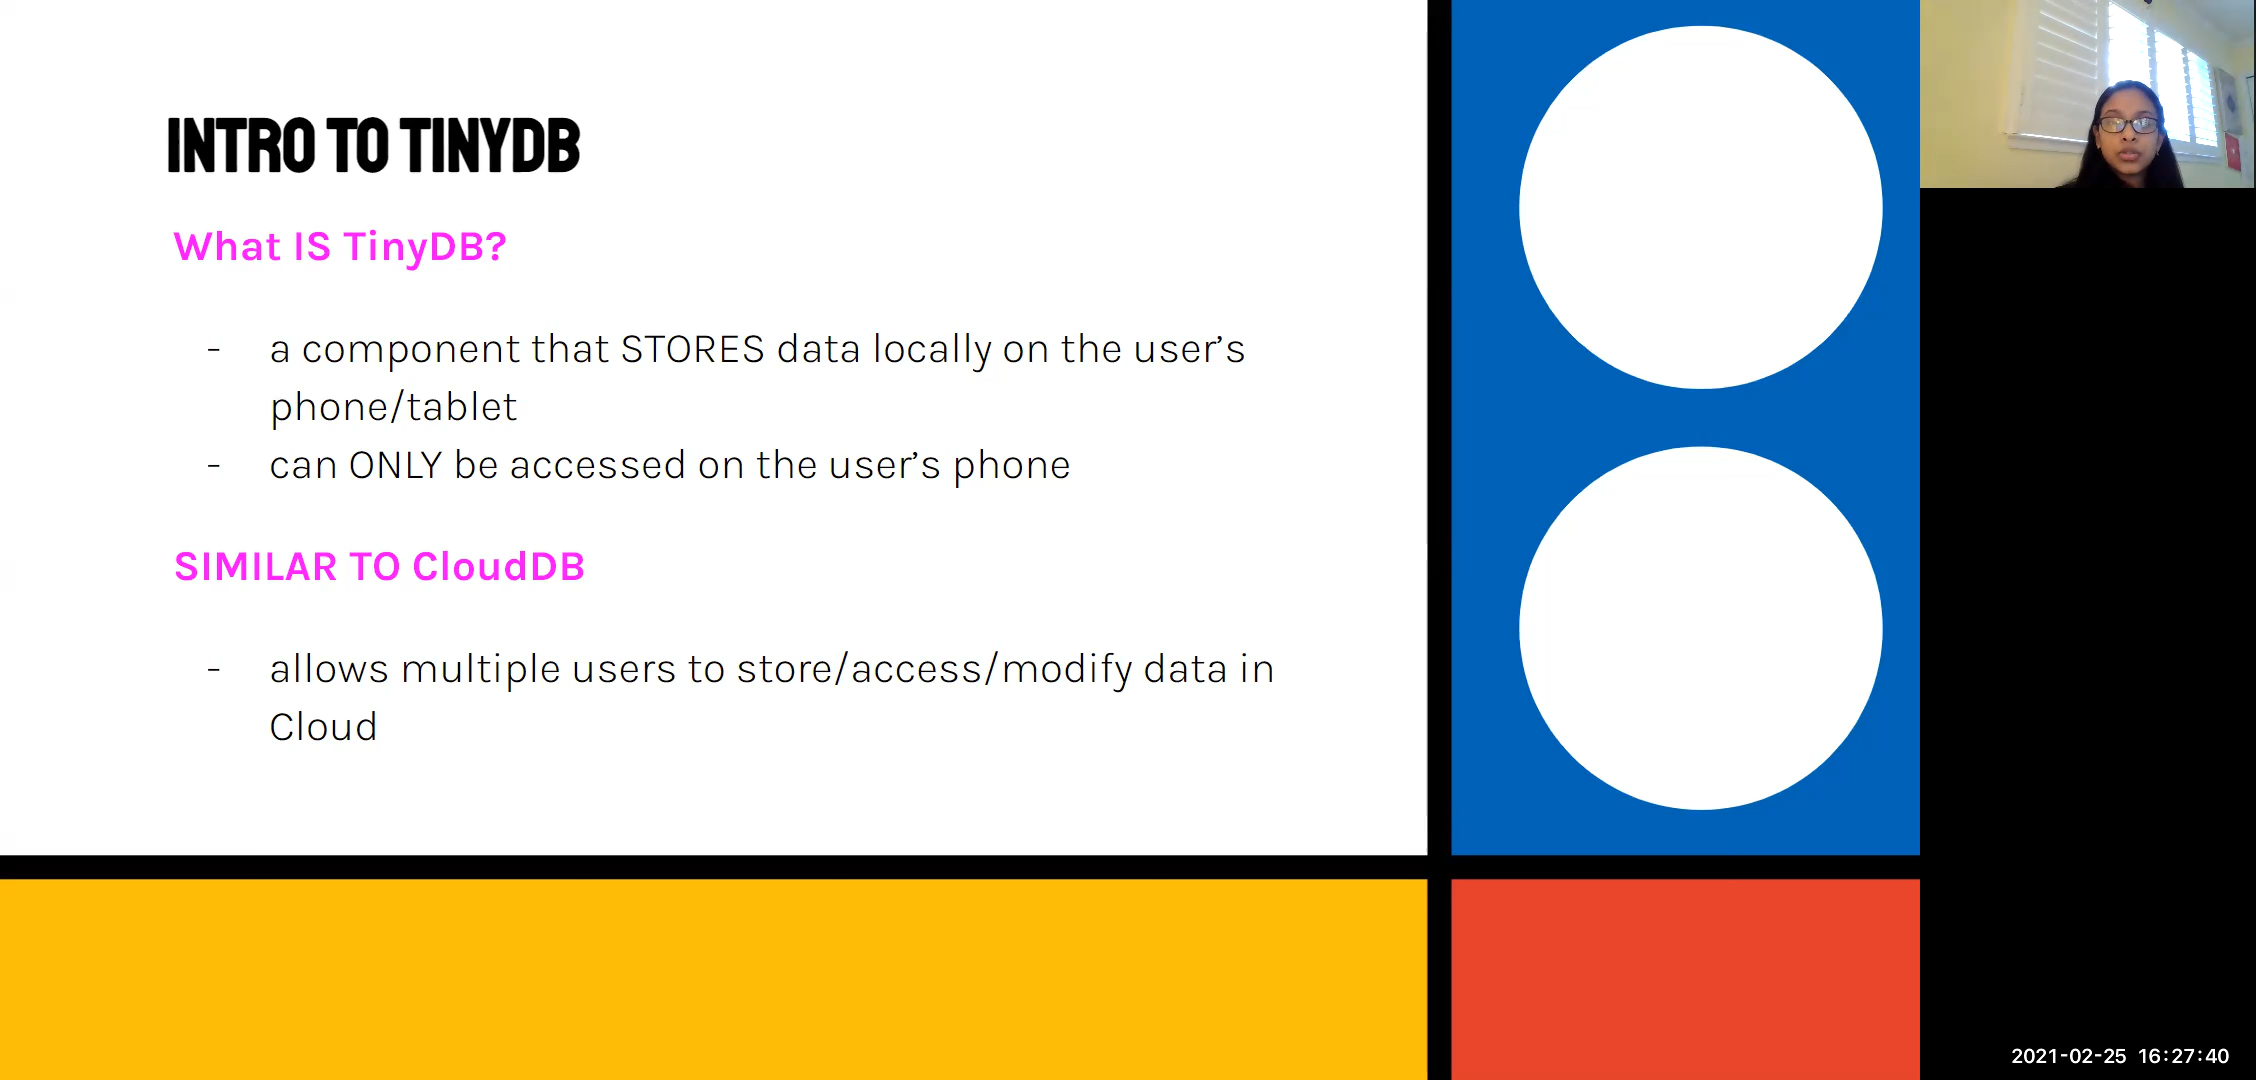 INTRO TO TINYDB
What IS TinyDB?
- a component that STORES data locally on the user’s
phone/tablet
- can ONLY be accessed on the user’s phone
SIMILAR TO CloudDB
- allows multiple users to store/access/modify data in
Cloud
2021-02-25 16:27:40